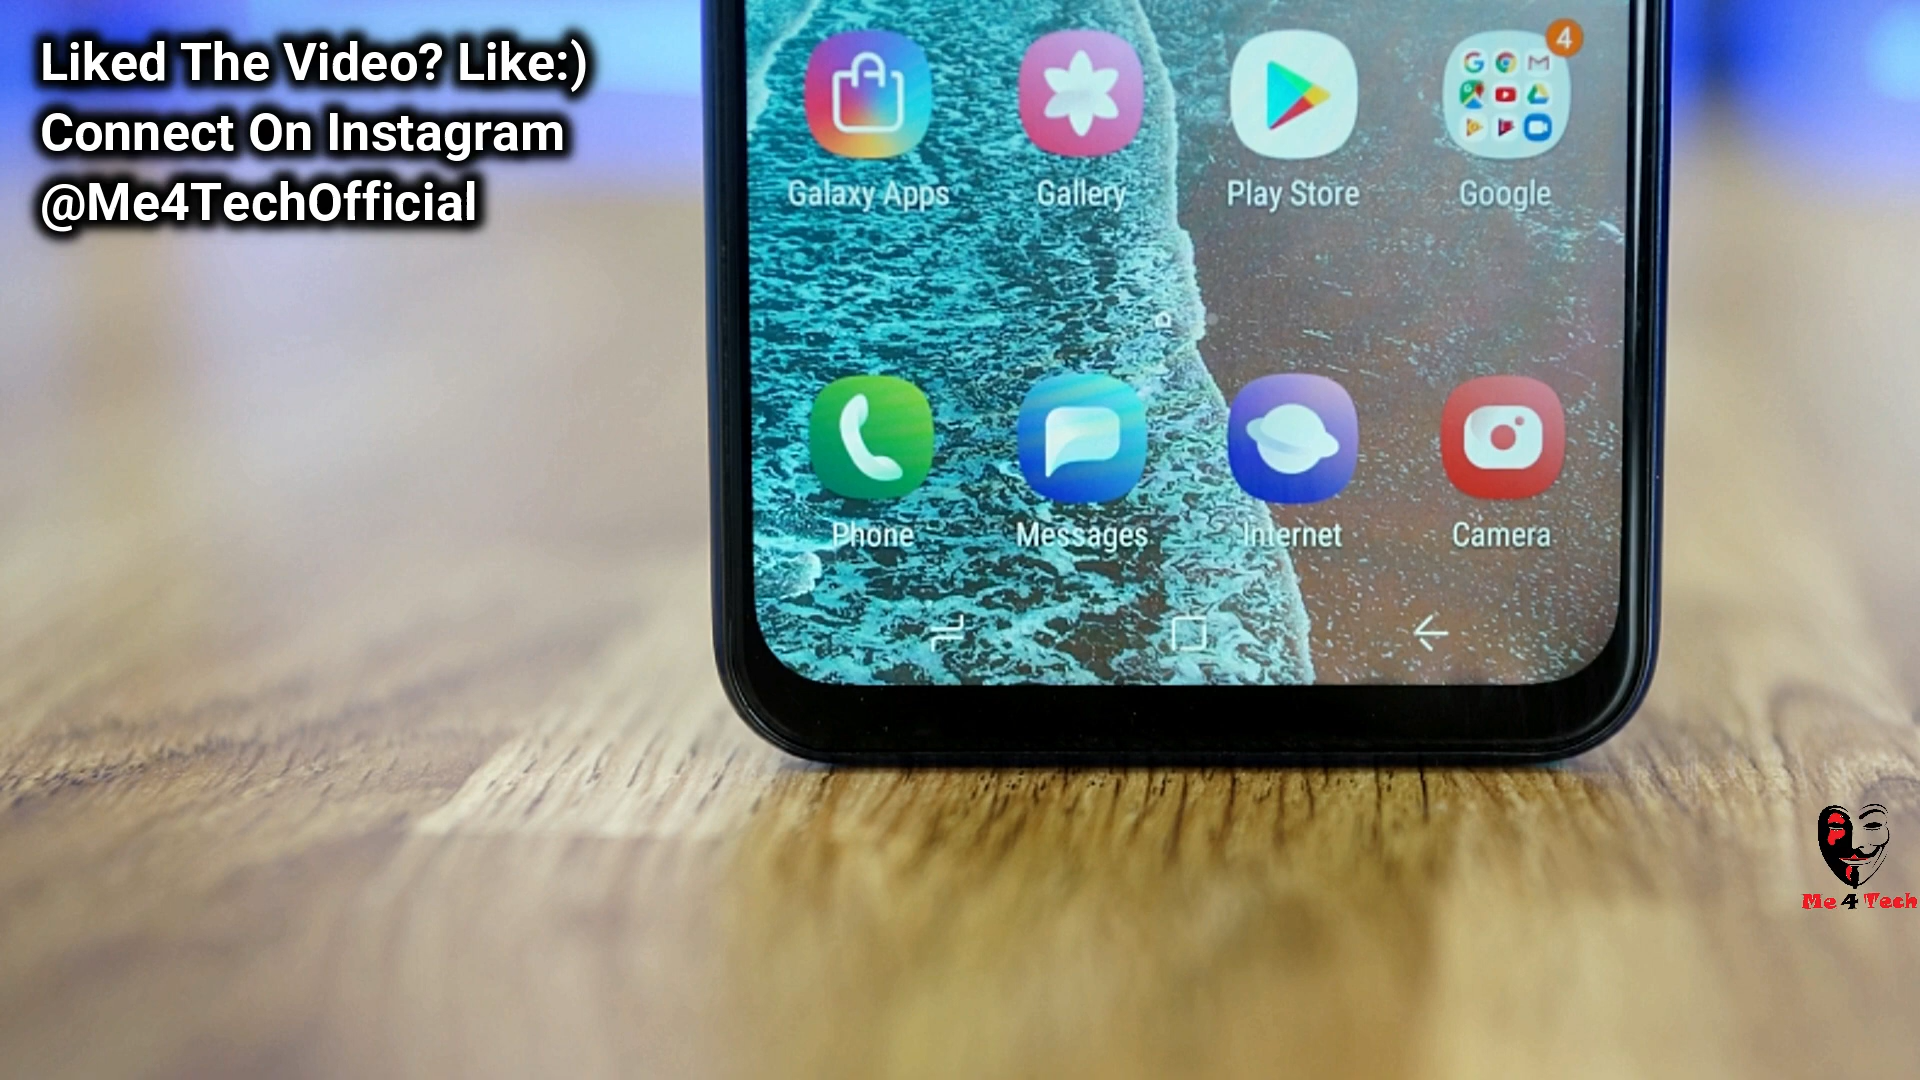 Liked The Video? Like:)
Connect On Instagram
@Me4TechOfficial
4
Galaxy Apps
Gallery
Play Store
Google
Phone
Messages
Internet
Camera
Me 4 Tech